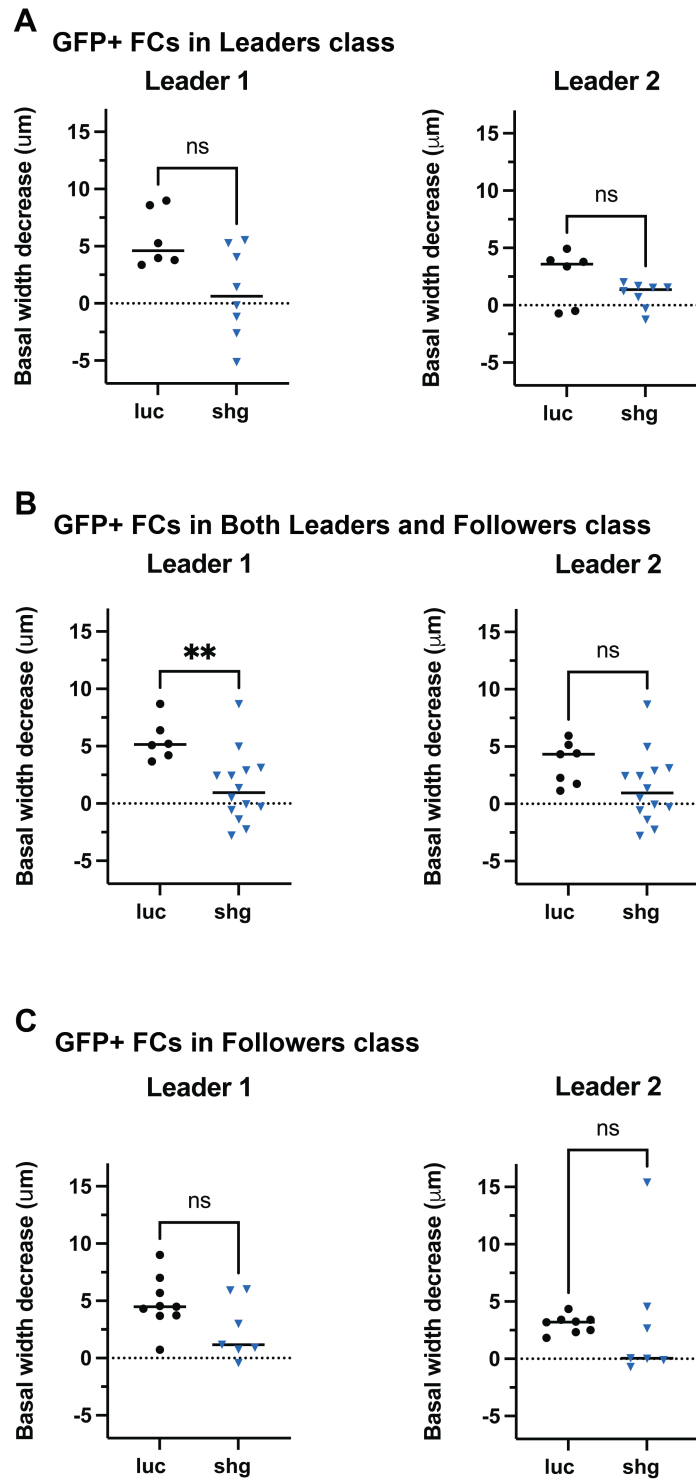 A
GFP+ FCs in Leaders class
Leader 1
Leader 2
Basal width decrease (um)
15
10
5
0
-5
ns
luc
shg
Basal width decrease (μm)
15
10
5
0
-5
ns
luc
shg
B
GFP+ FCs in Both Leaders and Followers class
Leader 1
Leader 2
Basal width decrease (um)
15
10
5
0
-5
**
luc
shg
Basal width decrease (μm)
15
10
5
0
-5
ns
luc
shg
C
GFP+ FCs in Followers class
Leader 1
Leader 2
Basal width decrease (um)
15
10
5
0
-5
ns
luc
shg
Basal width decrease (μm)
15
10
5
0
-5
ns
luc
shg